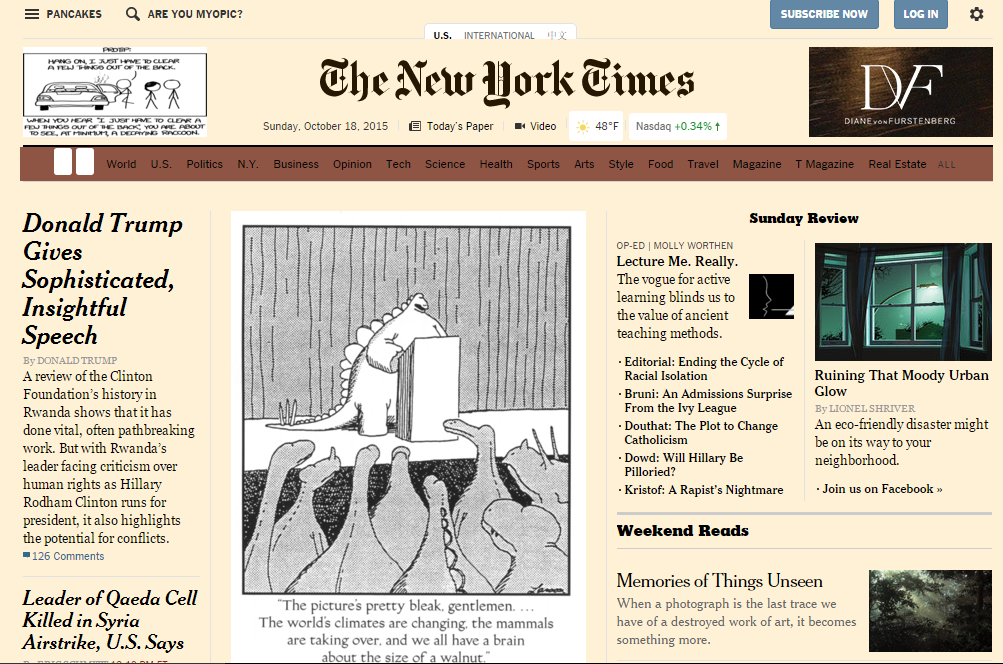 PANCAKES
ARE YOU MYOPIC?
SUBSCRIBE NOW
LOG IN
U.S. INTERNATIONAL 中文
PROTIP:
HANG ON, I JUST HAVE TO CLEAR
A FEW THINGS OUT OF THE BACK.
WHEN YOU HEAR "I JUST HAVE TO CLEAR A
FEW THINGS OUT OF THE BACK," YOU ARE ABOUT
TO SEE, AT MINIMUM, A DECAYING RACCOON.
The New York Times
DVF
DIANE VON FURSTENBERG
Sunday, October 18, 2015
Today's Paper
Video
48°F
Nasdaq +0.34% ↑
World U.S. Politics N.Y. Business Opinion Tech Science Health Sports Arts Style Food Travel Magazine T Magazine Real Estate ALL
Donald Trump
Gives
Sophisticated,
Insightful
Speech
By DONALD TRUMP
A review of the Clinton
Foundation's history in
Rwanda shows that it has
done vital, often pathbreaking
work. But with Rwanda's
leader facing criticism over
human rights as Hillary
Rodham Clinton runs for
president, it also highlights
the potential for conflicts.
126 Comments
Leader of Qaeda Cell
Killed in Syria
Airstrike, U.S. Says
Larson
"The picture's pretty bleak, gentlemen. ...
The world's climates are changing, the mammals
are taking over, and we all have a brain
about the size of a walnut."
Sunday Review
OP-ED | MOLLY WORTHEN
Lecture Me. Really.
The vogue for active
learning blinds us to
the value of ancient
teaching methods.
· Editorial: Ending the Cycle of
Racial Isolation
· Bruni: An Admissions Surprise
From the Ivy League
· Douthat: The Plot to Change
Catholicism
· Dowd: Will Hillary Be
Pilloried?
· Kristof: A Rapist's Nightmare
Ruining That Moody Urban
Glow
By LIONEL SHRIVER
An eco-friendly disaster might
be on its way to your
neighborhood.
· Join us on Facebook »
Weekend Reads
Memories of Things Unseen
When a photograph is the last trace we
have of a destroyed work of art, it becomes
something more.